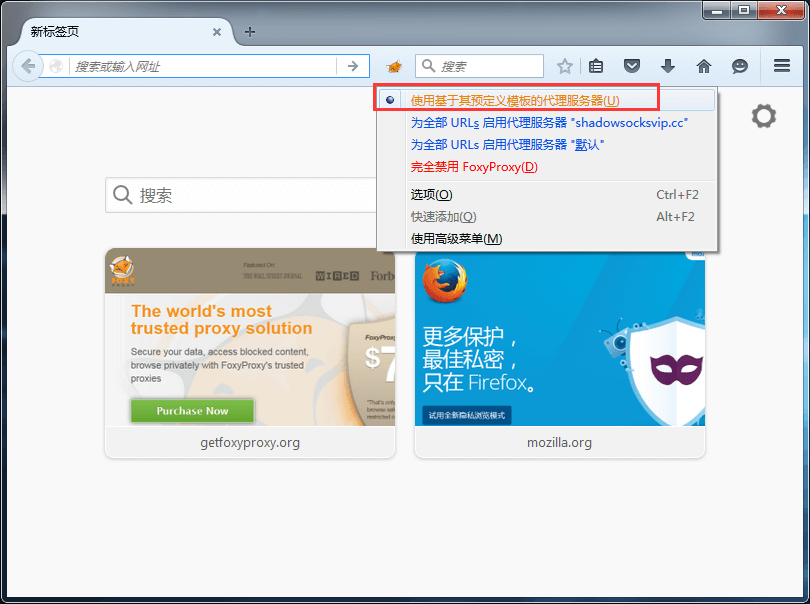 新标签页
搜索或输入网址
搜索
使用基于其预定义模板的代理服务器(U)
为全部 URLs 启用代理服务器 "shadowsocksvip.cc"
为全部 URLs 启用代理服务器 "默认"
完全禁用 FoxyProxy(D)
选项(O) Ctrl+F2
快速添加(Q) Alt+F2
使用高级菜单(M)
搜索
FOXY
PROXY
Featured On:
THE WALL STREET JOURNAL WIRED Forb
The world's most
trusted proxy solution
Secure your data, access blocked content,
browse privately with FoxyProxy's trusted
proxies
Purchase Now
FoxyProxy
$7
"That's only
getfoxyproxy.org
更多保护，
最佳私密，
只在 Firefox。
试用全新隐私浏览模式
mozilla.org